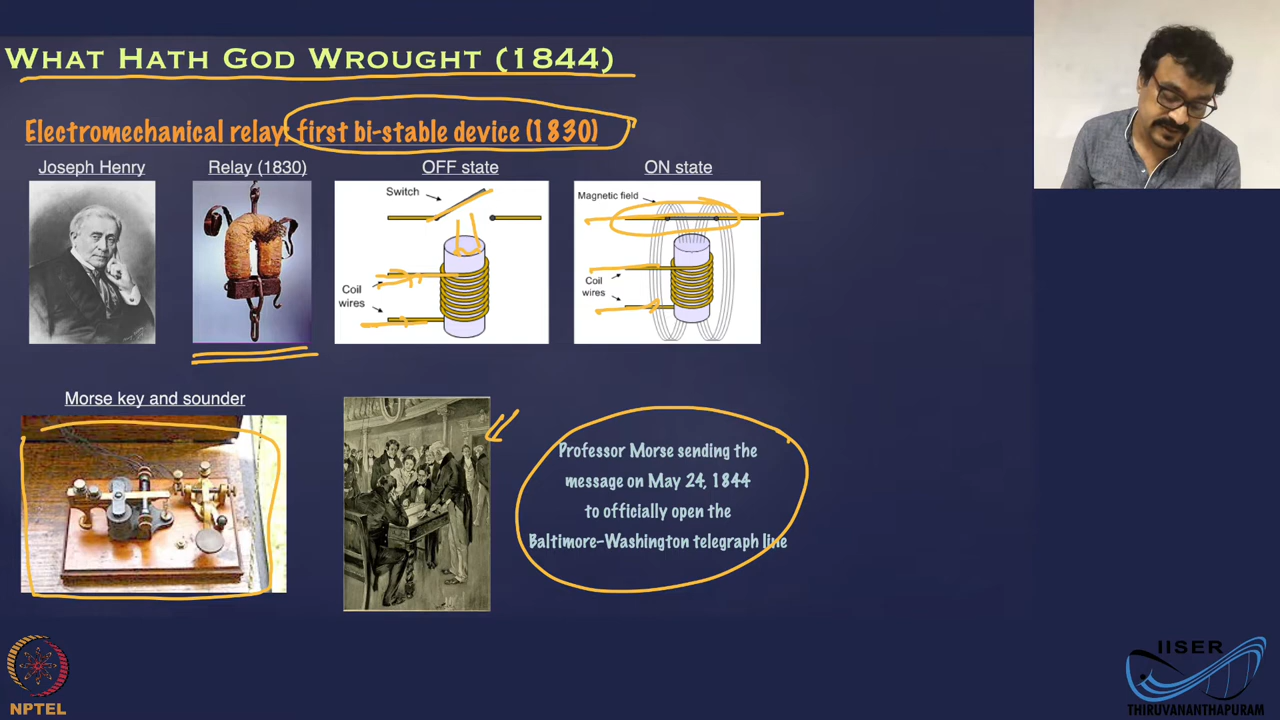 WHAT HATH GOD WROUGHT (1844)
Electromechanical relay: first bi-stable device (1830)
Joseph Henry
Relay (1830)
OFF state
ON state
Switch
Coil
wires
Magnetic field
Coil
wires
Morse key and sounder
Professor Morse sending the
message on May 24, 1844
to officially open the
Baltimore-Washington telegraph line
NPTEL
IISER
THIRUVANANTHAPURAM